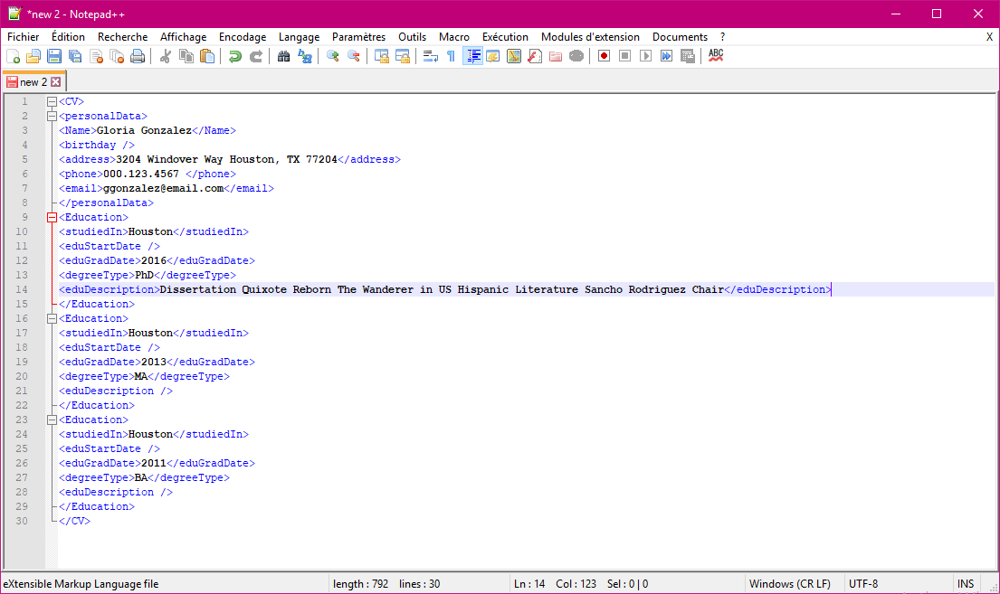 *new 2 - Notepad++
Fichier Édition Recherche Affichage Encodage Langage Paramètres Outils Macro Exécution Modules d'extension Documents ? X
ABC
new 2
1 <CV>
2 <personalData>
3 <Name>Gloria Gonzalez</Name>
4 <birthday />
5 <address>3204 Windover Way Houston, TX 77204</address>
6 <phone>000.123.4567 </phone>
7 <email>ggonzalez@email.com</email>
8 </personalData>
9 <Education>
10 <studiedIn>Houston</studiedIn>
11 <eduStartDate />
12 <eduGradDate>2016</eduGradDate>
13 <degreeType>PhD</degreeType>
14 <eduDescription>Dissertation Quixote Reborn The Wanderer in US Hispanic Literature Sancho Rodriguez Chair</eduDescription>
15 </Education>
16 <Education>
17 <studiedIn>Houston</studiedIn>
18 <eduStartDate />
19 <eduGradDate>2013</eduGradDate>
20 <degreeType>MA</degreeType>
21 <eduDescription />
22 </Education>
23 <Education>
24 <studiedIn>Houston</studiedIn>
25 <eduStartDate />
26 <eduGradDate>2011</eduGradDate>
27 <degreeType>BA</degreeType>
28 <eduDescription />
29 </Education>
30 </CV>
eXtensible Markup Language file length : 792 lines : 30 Ln : 14 Col : 123 Sel : 0 | 0 Windows (CR LF) UTF-8 INS